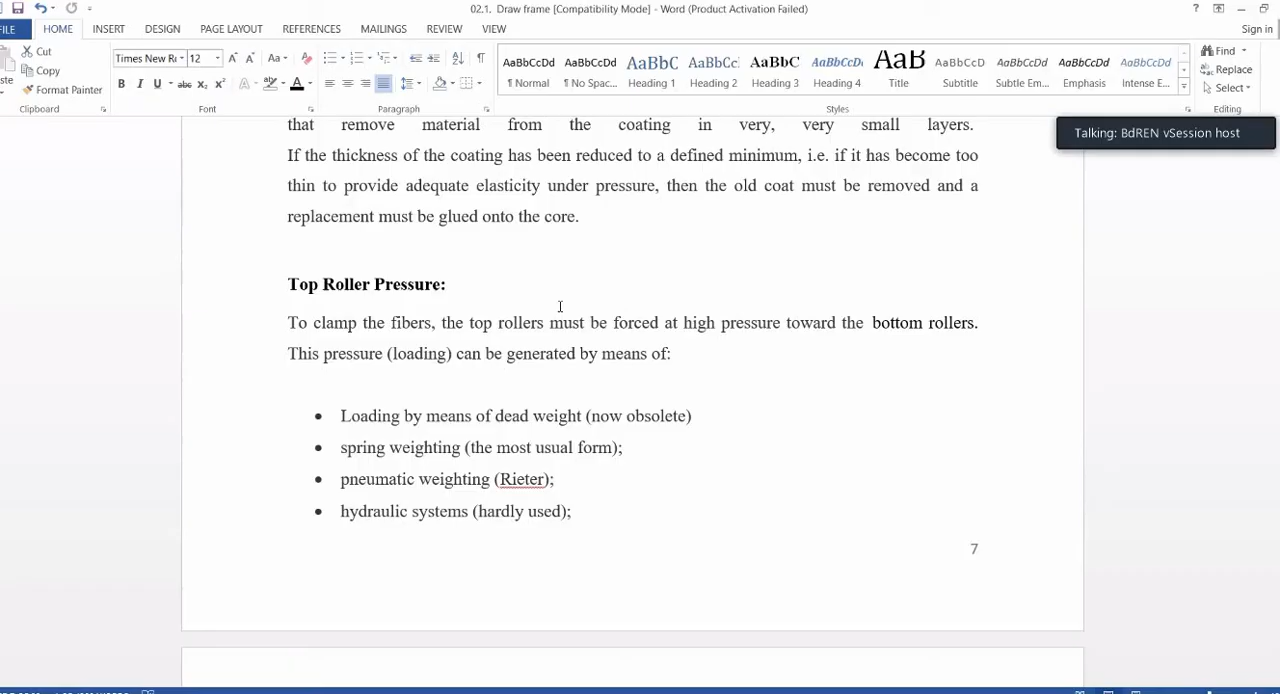 02.1. Draw frame [Compatibility Mode] - Word (Product Activation Failed)
FILE HOME INSERT DESIGN PAGE LAYOUT REFERENCES MAILINGS REVIEW VIEW Sign in
Cut
Copy
Format Painter
Times New Ro 12 Aa
B I U abc X₂ X² A A
AaBbCcDd AaBbCcDd AaBbC AaBbCc AaBbC AaBbCcD AaB AaBbCcD AaBbCcDd AaBbCcDd AaBbCcDd
¶ Normal ¶ No Spac... Heading 1 Heading 2 Heading 3 Heading 4 Title Subtitle Subtle Em... Emphasis Intense E...
Find
Replace
Select
Clipboard Font Paragraph Styles Editing
Talking: BdREN vSession host
that remove material from the coating in very, very small layers.
If the thickness of the coating has been reduced to a defined minimum, i.e. if it has become too
thin to provide adequate elasticity under pressure, then the old coat must be removed and a
replacement must be glued onto the core.
Top Roller Pressure:
To clamp the fibers, the top rollers must be forced at high pressure toward the bottom rollers.
This pressure (loading) can be generated by means of:
• Loading by means of dead weight (now obsolete)
• spring weighting (the most usual form);
• pneumatic weighting (Rieter);
• hydraulic systems (hardly used);
7